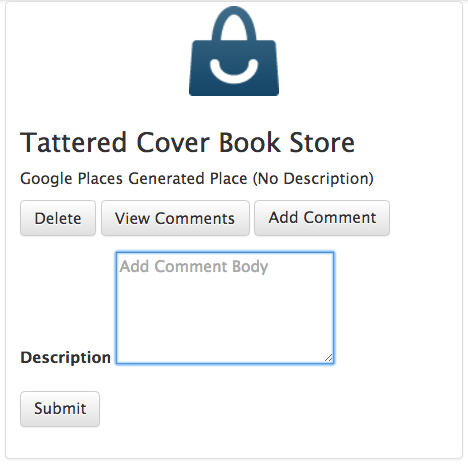 Tattered Cover Book Store
Google Places Generated Place (No Description)
Delete View Comments Add Comment
Add Comment Body
Description
Submit